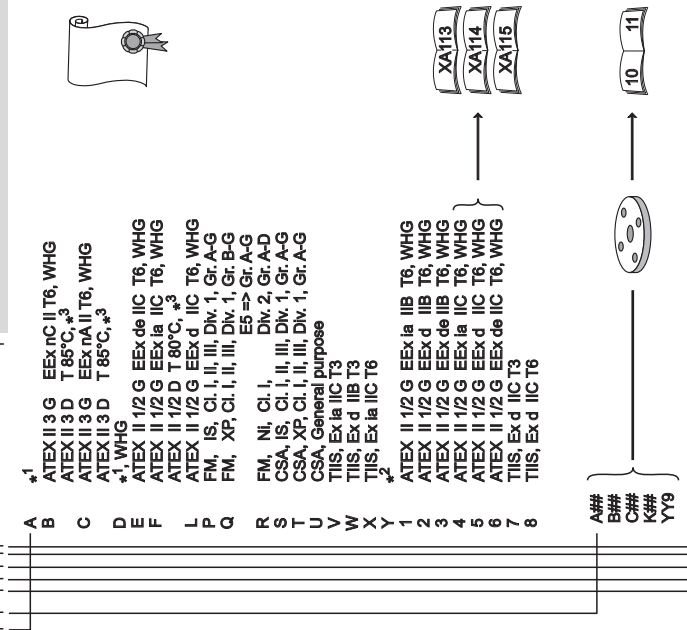 A *1
B ATEX II 3 G EEx nC II T6, WHG
ATEX II 3 D T 85°C, *3
C ATEX II 3 G EEx nA II T6, WHG
ATEX II 3 D T 85°C, *3
D *1, WHG
E ATEX II 1/2 G EEx de IIC T6, WHG
F ATEX II 1/2 G EEx ia IIC T6, WHG
ATEX II 1/2 D T 80°C, *3
L ATEX II 1/2 G EEx d IIC T6, WHG
P FM, IS, Cl. I, II, III, Div. 1, Gr. A-G
Q FM, XP, Cl. I, II, III, Div. 1, Gr. B-G
E5 => Gr. A-G
R FM, Ni, Cl. I, Div. 2, Gr. A-D
S CSA, IS, Cl. I, II, III, Div. 1, Gr. A-G
T CSA, XP, Cl. I, II, III, Div. 1, Gr. A-G
U CSA, General purpose
V TIIS, Ex ia IIC T3
W TIIS, Ex d IIB T3
X TIIS, Ex ia IIC T6
Y *2
1 ATEX II 1/2 G EEx ia IIB T6, WHG
2 ATEX II 1/2 G EEx d IIB T6, WHG
3 ATEX II 1/2 G EEx de IIB T6, WHG
4 ATEX II 1/2 G EEx ia IIC T6, WHG
5 ATEX II 1/2 G EEx d IIC T6, WHG
6 ATEX II 1/2 G EEx de IIC T6, WHG
7 TIIS, Ex d IIC T3
8 TIIS, Ex d IIC T6
XA113
XA114
XA115
A##
B##
C##
K##
YY9
10 11